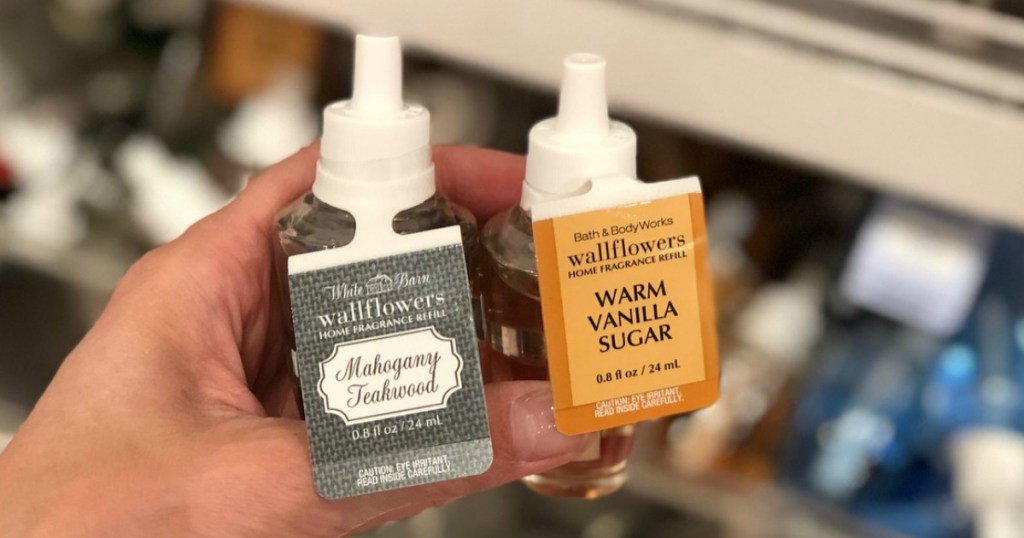 White Barn
wallflowers
HOME FRAGRANCE REFILL
Mahogany
Teakwood
0.8 fl oz / 24 mL
CAUTION: EYE IRRITANT.
READ INSIDE CAREFULLY.
Bath & Body Works
wallflowers
HOME FRAGRANCE REFILL
WARM
VANILLA
SUGAR
0.8 fl oz / 24 mL
CAUTION: EYE IRRITANT.
READ INSIDE CAREFULLY.